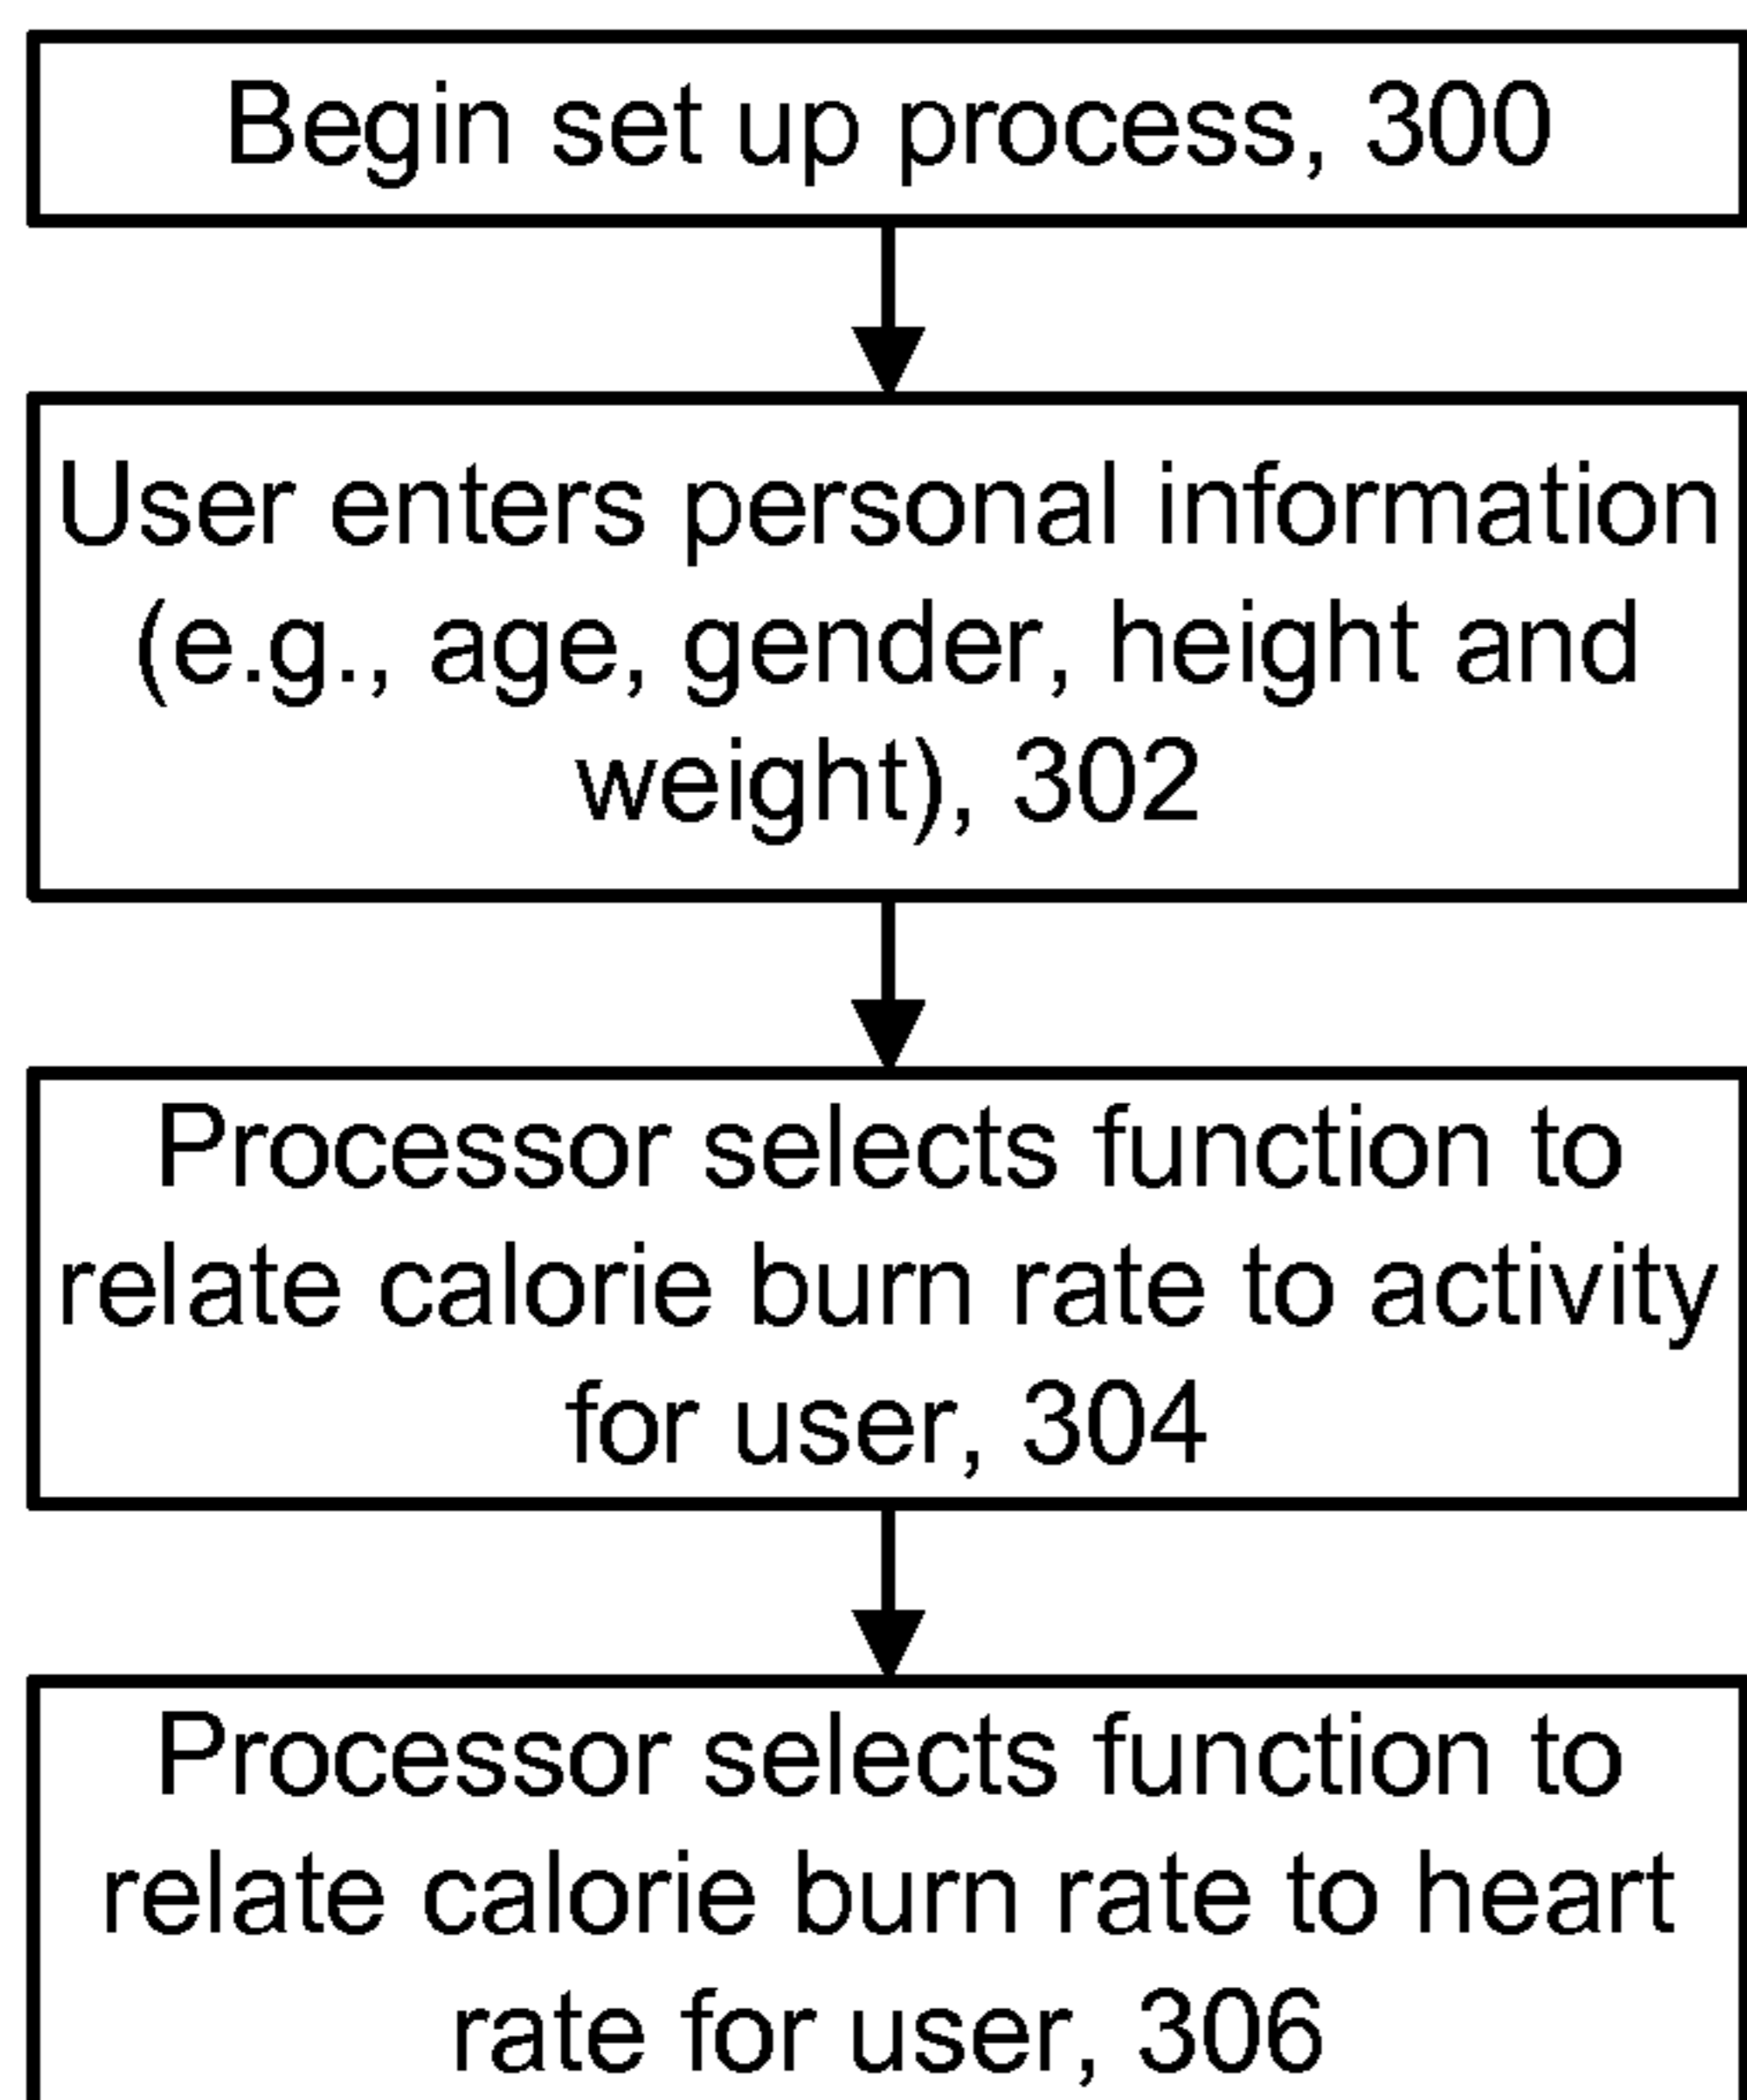 Begin set up process, 300
User enters personal information
(e.g., age, gender, height and
weight), 302
Processor selects function to
relate calorie burn rate to activity
for user, 304
Processor selects function to
relate calorie burn rate to heart
rate for user, 306